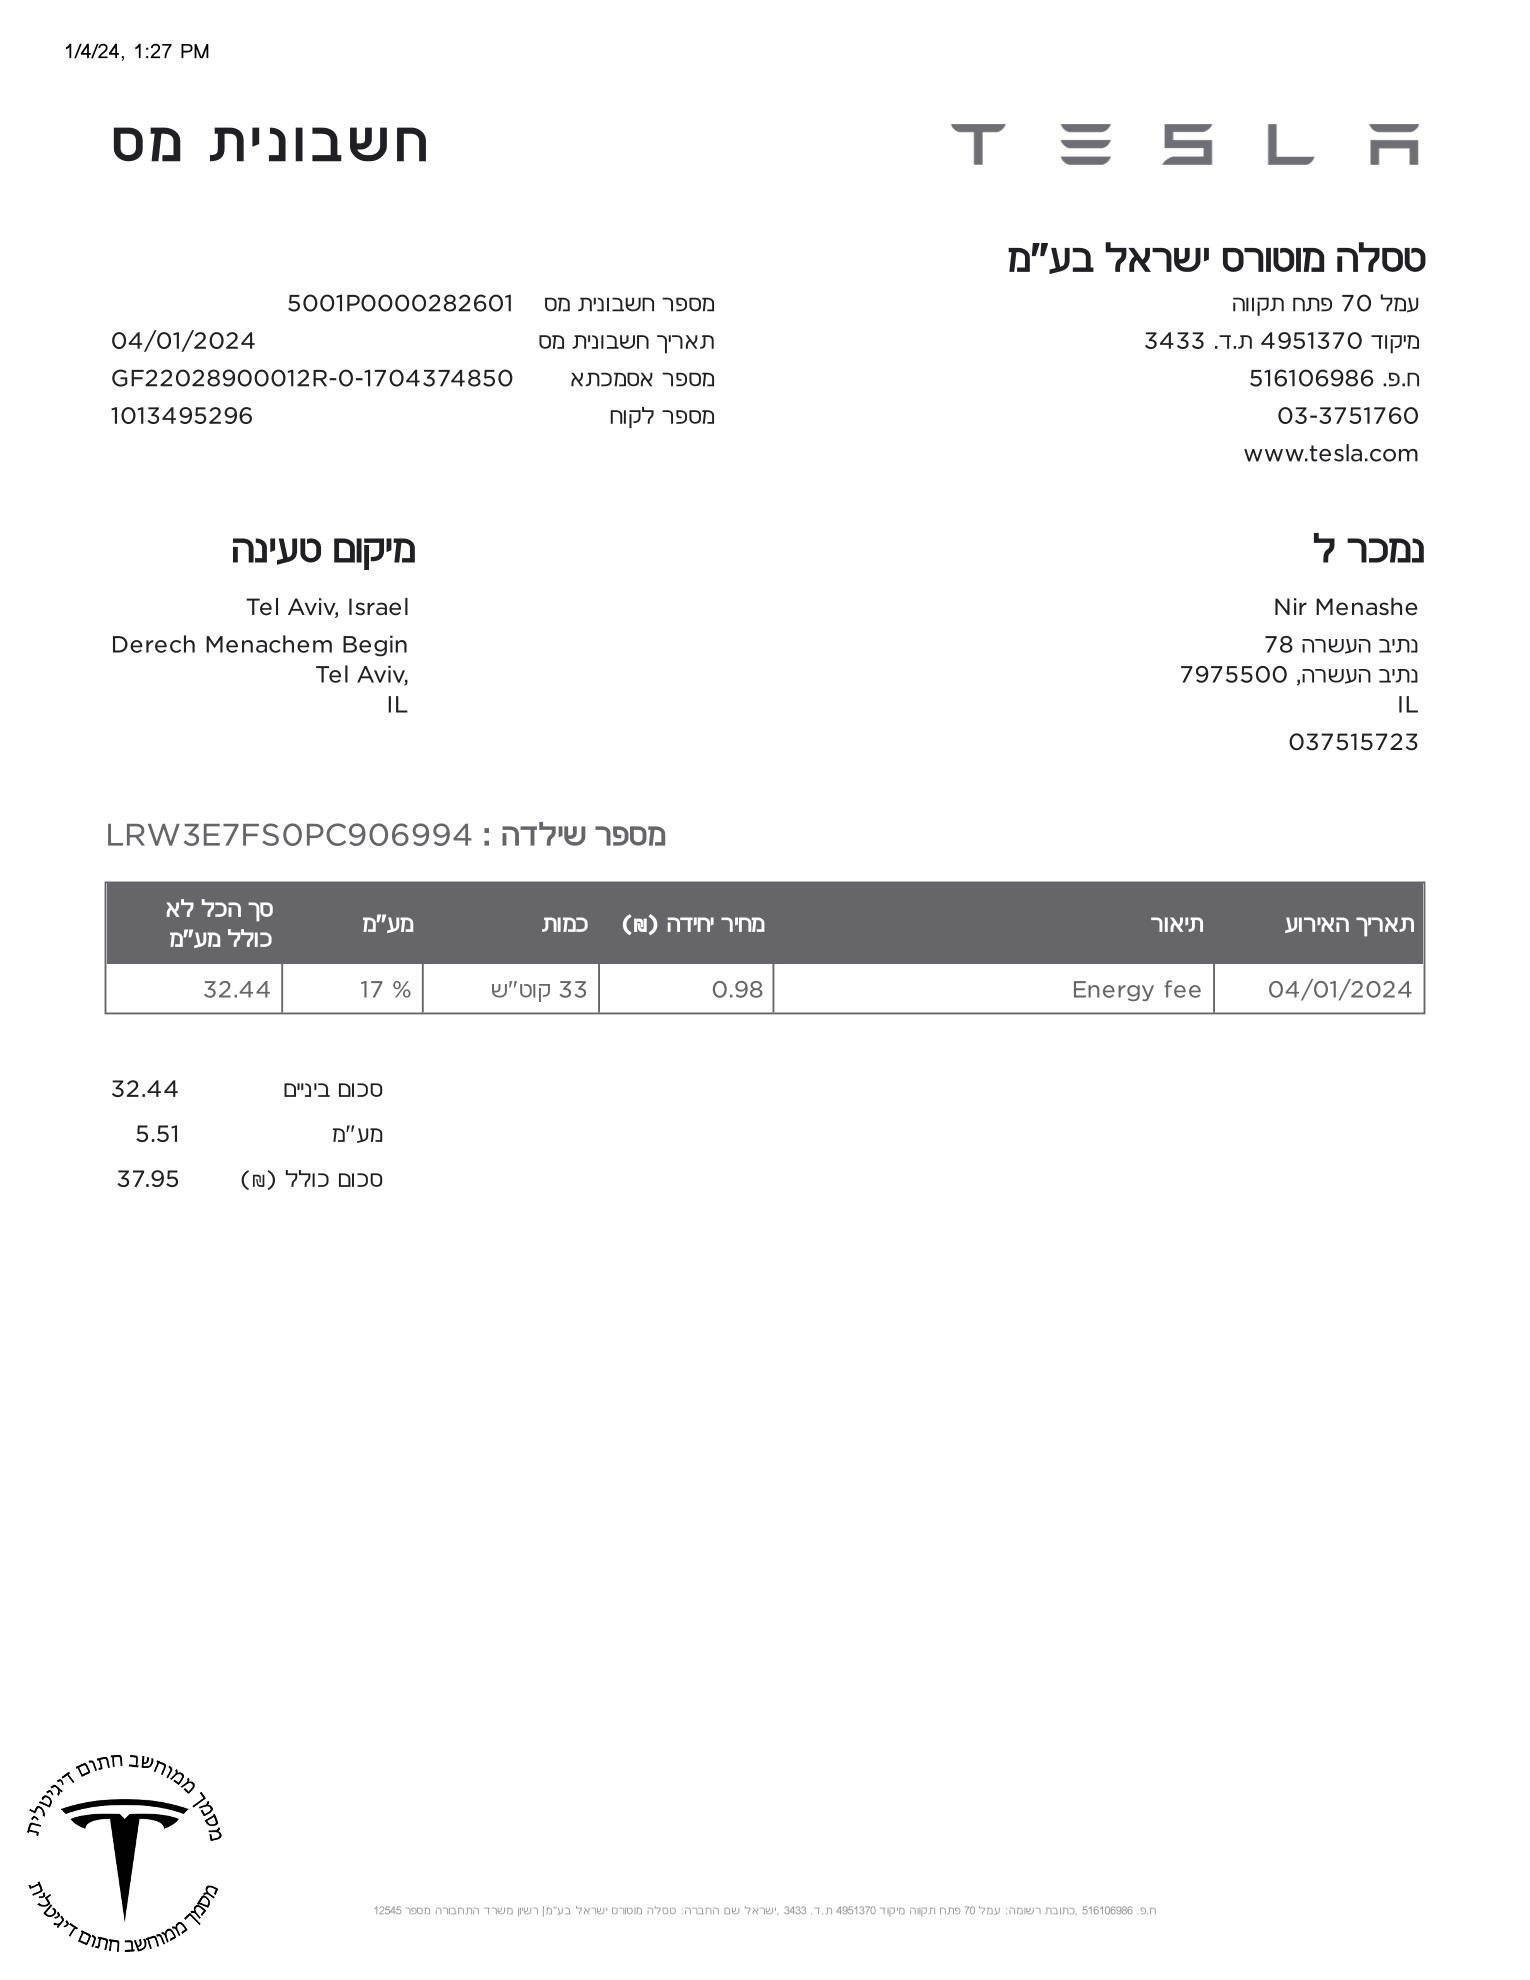 1/4/24, 1:27 PM
TESLA
חשבונית מס
טסלה מוטורס ישראל בע"מ
עמל 70 פתח תקווה
מיקוד 4951370 ת.ד. 3433
ח.פ. 516106986
03-3751760
www.tesla.com
מספר חשבונית מס 5001P0000282601
תאריך חשבונית מס 04/01/2024
מספר אסמכתא GF22028900012R-0-1704374850
מספר לקוח 1013495296
נמכר ל
Nir Menashe
נתיב העשרה 78
נתיב העשרה, 7975500
IL
037515723
מיקום טעינה
Tel Aviv, Israel
Derech Menachem Begin
Tel Aviv,
IL
מספר שילדה : LRW3E7FS0PC906994
תאריך האירוע תיאור מחיר יחידה (₪) כמות מע"מ סך הכל לא כולל מע"מ
04/01/2024 Energy fee 0.98 33 קוט"ש 17 % 32.44
סכום ביניים 32.44
מע"מ 5.51
סכום כולל (₪) 37.95
מסמך ממוחשב חתום דיגיטלית
מסמך ממוחשב חתום דיגיטלית
ח.פ. 516106986 ,כתובת רשומה: עמל 70 פתח תקווה מיקוד 4951370 ת.ד. 3433 ,ישראל שם החברה: טסלה מוטורס ישראל בע"מ| רשיון משרד התחבורה מספר 12545